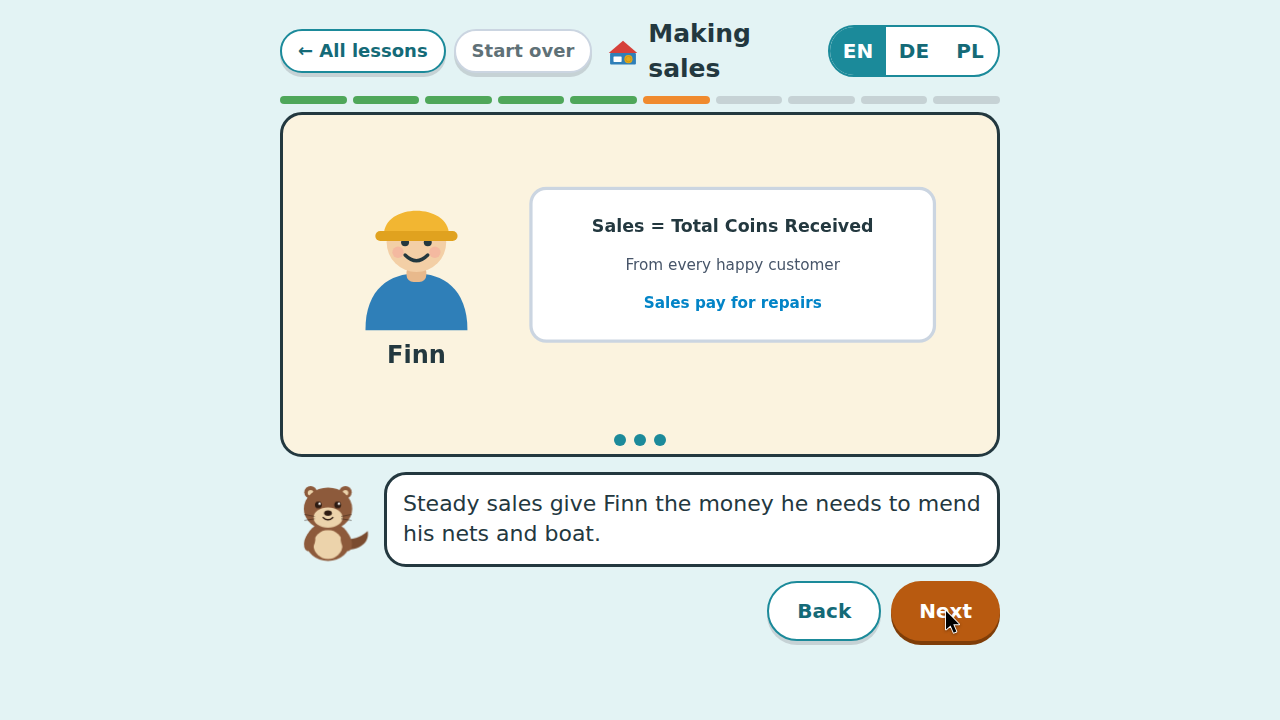 ← All lessons
Start over
Making
sales
EN
DE
PL
Sales = Total Coins Received
From every happy customer
Sales pay for repairs
Finn
Steady sales give Finn the money he needs to mend
his nets and boat.
Back
Next